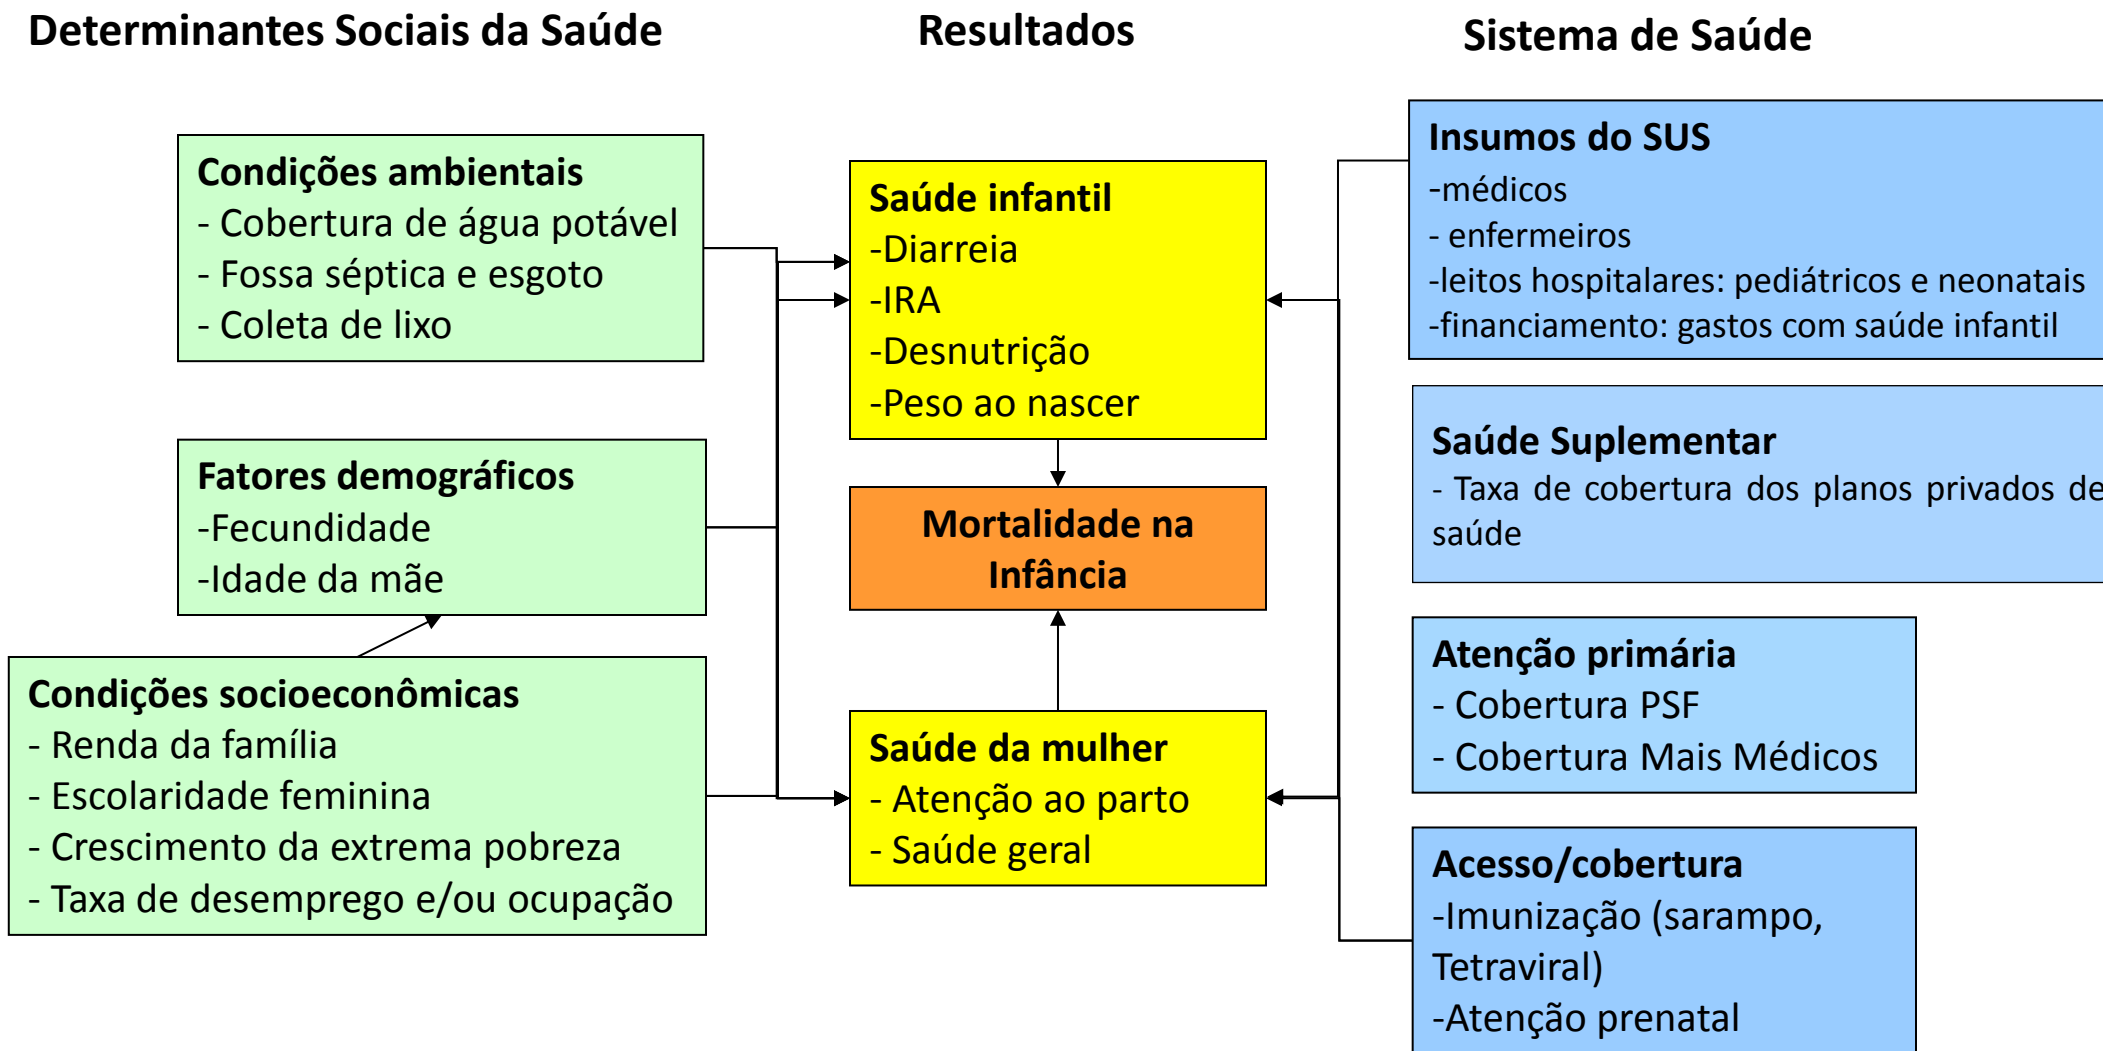 Determinantes Sociais da Saúde
Condições ambientais
- Cobertura de água potável
- Fossa séptica e esgoto
- Coleta de lixo
Fatores demográficos
-Fecundidade
-Idade da mãe
Condições socioeconômicas
- Renda da família
- Escolaridade feminina
- Crescimento da extrema pobreza
- Taxa de desemprego e/ou ocupação
Resultados
Saúde infantil
-Diarreia
-IRA
-Desnutrição
-Peso ao nascer
Mortalidade na
Infância
Saúde da mulher
- Atenção ao parto
- Saúde geral
Sistema de Saúde
Insumos do SUS
-médicos
- enfermeiros
-leitos hospitalares: pediátricos e neonatais
-financiamento: gastos com saúde infantil
Saúde Suplementar
- Taxa de cobertura dos planos privados de
saúde
Atenção primária
- Cobertura PSF
- Cobertura Mais Médicos
Acesso/cobertura
-Imunização (sarampo,
Tetraviral)
-Atenção prenatal